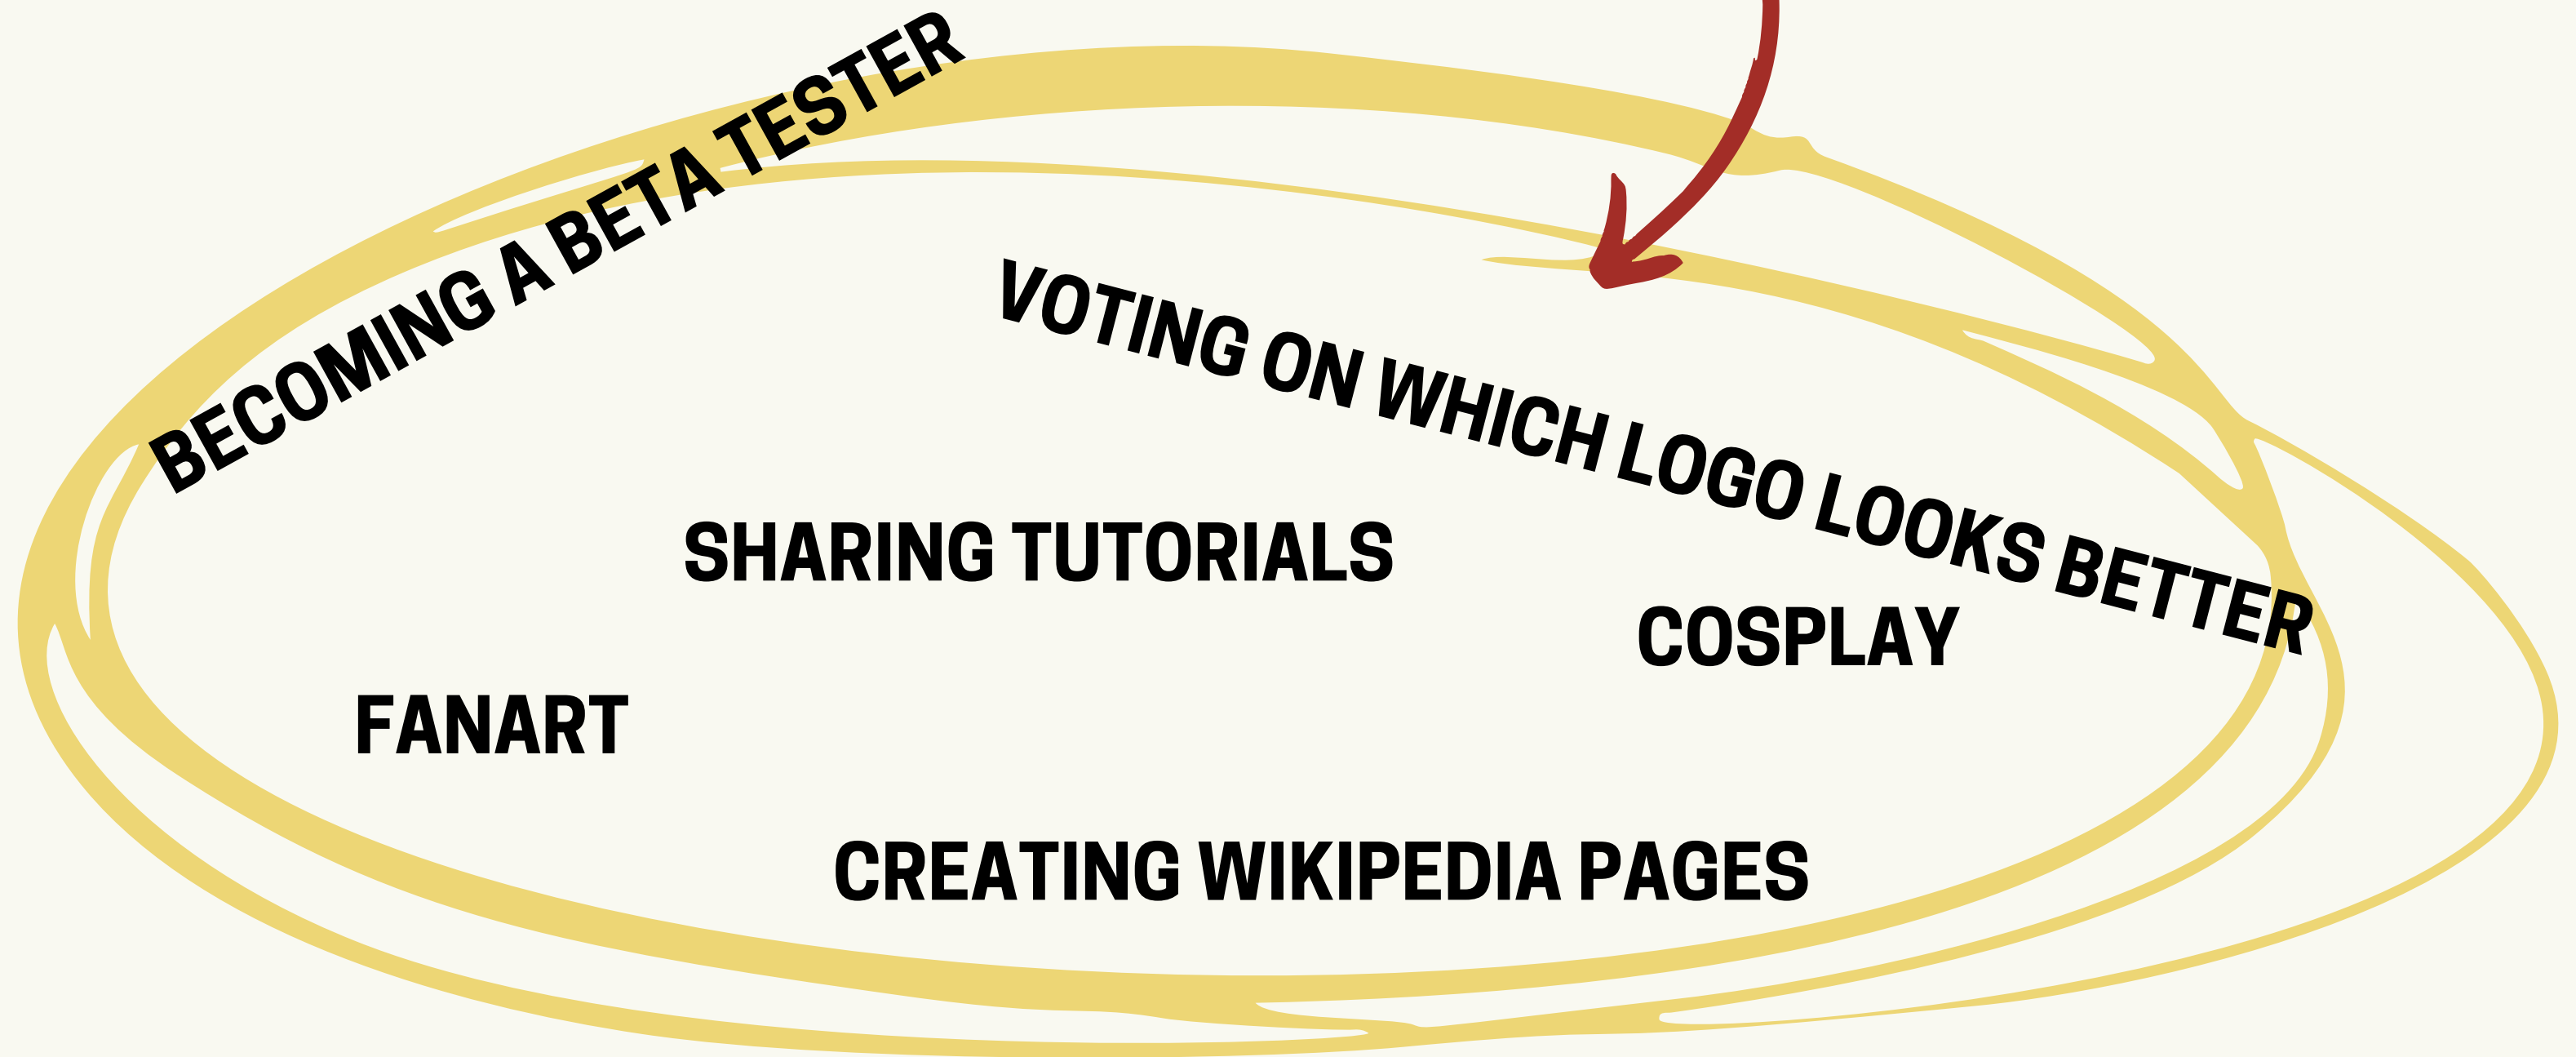 BECOMING A BETA TESTER
VOTING ON WHICH LOGO LOOKS BETTER
SHARING TUTORIALS
COSPLAY
FANART
CREATING WIKIPEDIA PAGES